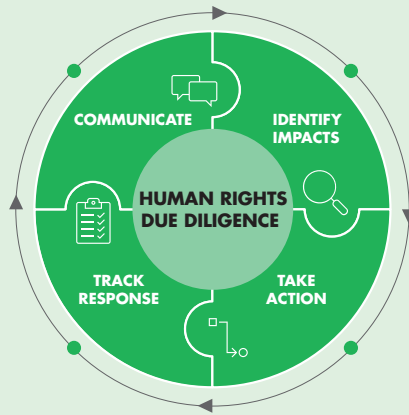 COMMUNICATE
IDENTIFY
IMPACTS
HUMAN RIGHTS
DUE DILIGENCE
TRACK
RESPONSE
TAKE
ACTION